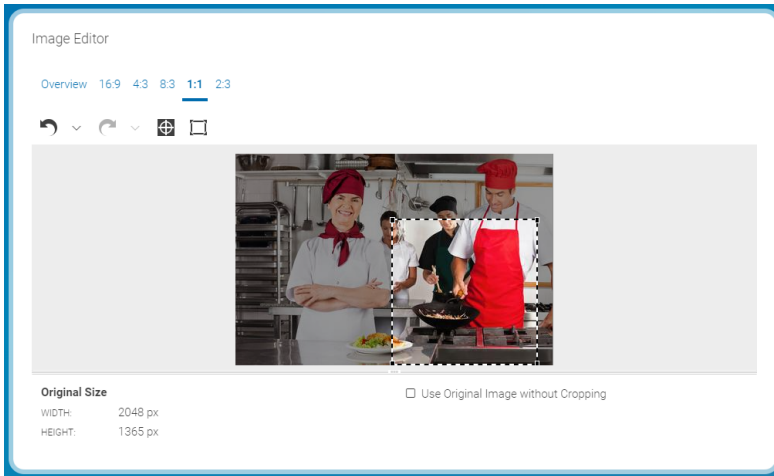 Image Editor
Overview 16:9 4:3 8:3 1:1 2:3
Original Size
WIDTH: 2048 px
HEIGHT: 1365 px
Use Original Image without Cropping